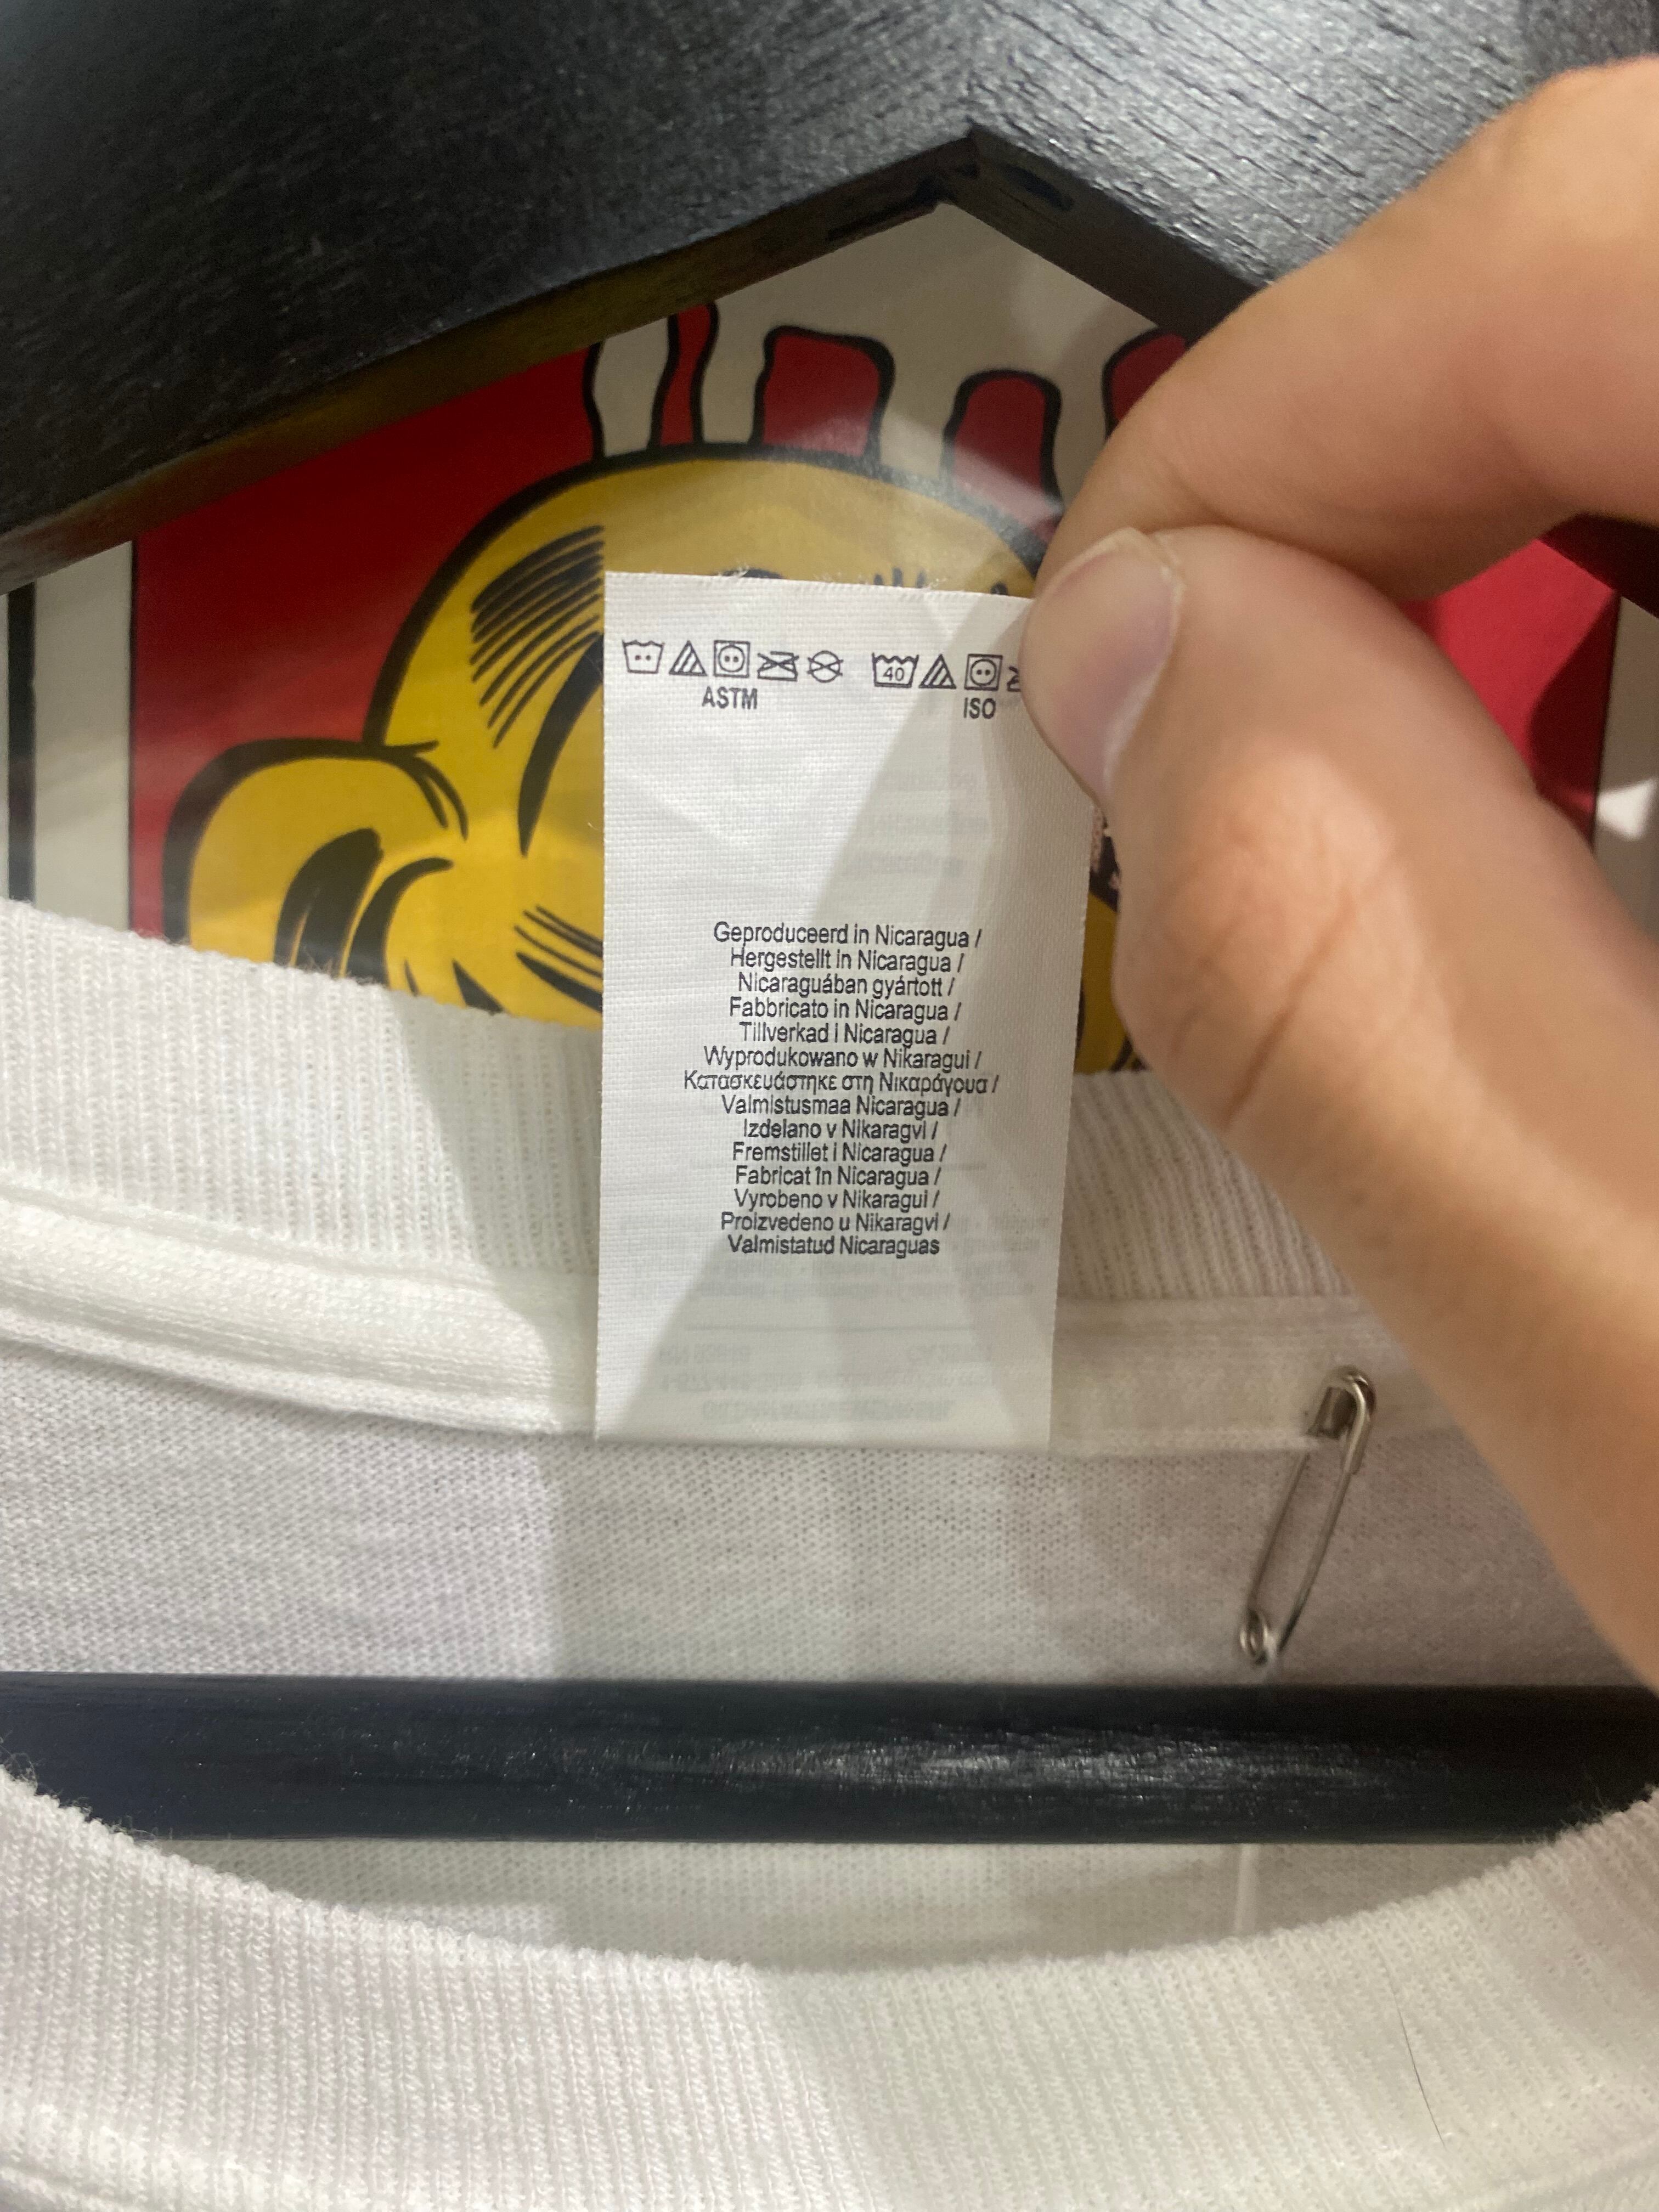 40
ASTM ISO
Geproduceerd in Nicaragua /
Hergestellt in Nicaragua /
Nicaraguában gyártott /
Fabbricato in Nicaragua /
Tillverkad i Nicaragua /
Wyprodukowano w Nikaragui /
Κατασκευάστηκε στη Νικαράγουα /
Valmistusmaa Nicaragua /
Izdelano v Nikaragvi /
Fremstillet i Nicaragua /
Fabricat în Nicaragua /
Vyrobeno v Nikaragui /
Proizvedeno u Nikaragvi /
Valmistatud Nicaraguas